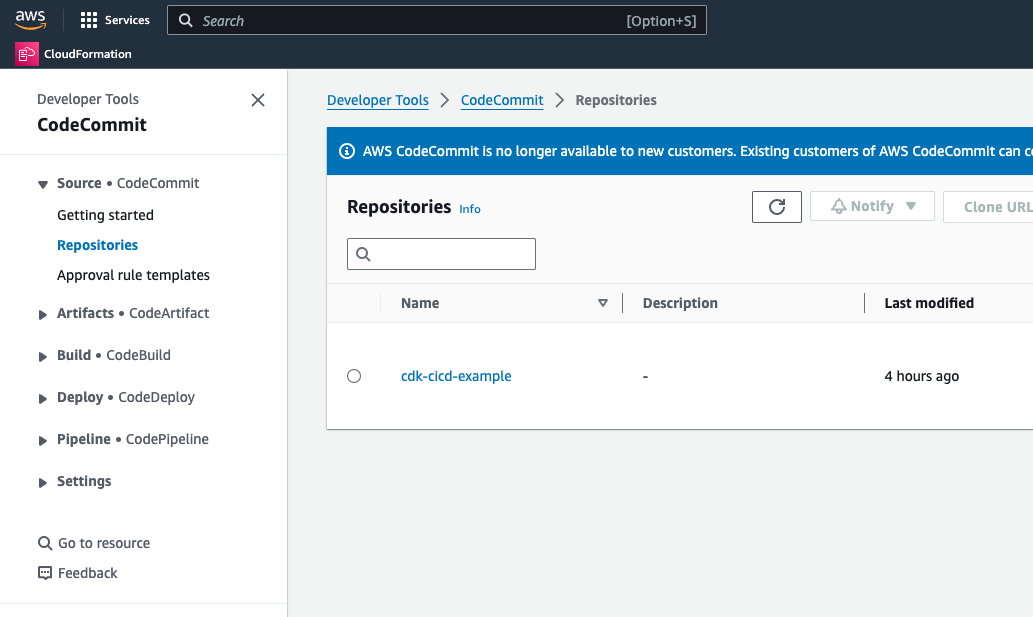 aws
Services
Search [Option+S]
CloudFormation
Developer Tools
CodeCommit
Source • CodeCommit
Getting started
Repositories
Approval rule templates
Artifacts • CodeArtifact
Build • CodeBuild
Deploy • CodeDeploy
Pipeline • CodePipeline
Settings
Go to resource
Feedback
Developer Tools > CodeCommit > Repositories
AWS CodeCommit is no longer available to new customers. Existing customers of AWS CodeCommit can
Repositories Info
Notify
Clone URL
Name Description Last modified
cdk-cicd-example - 4 hours ago